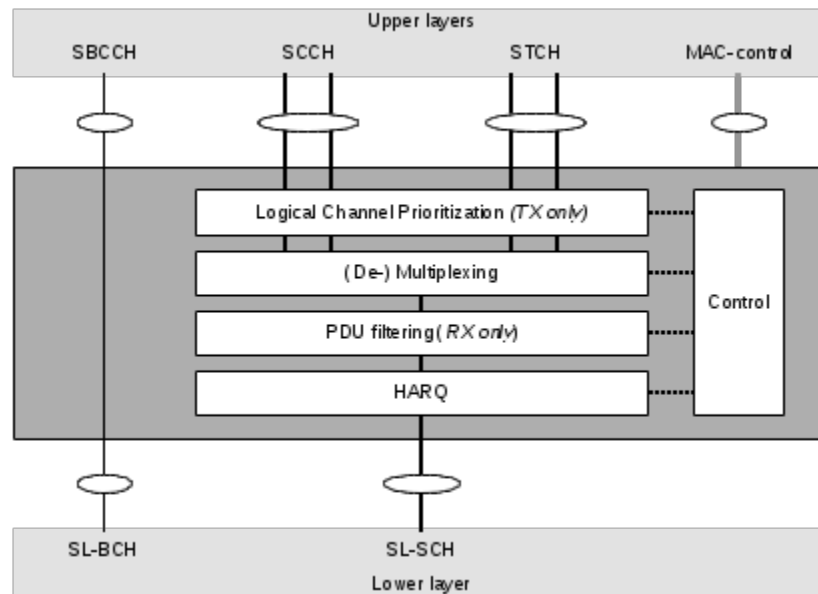 Upper layers
SBCCH SCCH STCH MAC-control
Logical Channel Prioritization (TX only)
(De-) Multiplexing
Control
PDU filtering( RX only)
HARQ
SL-BCH SL-SCH
Lower layer